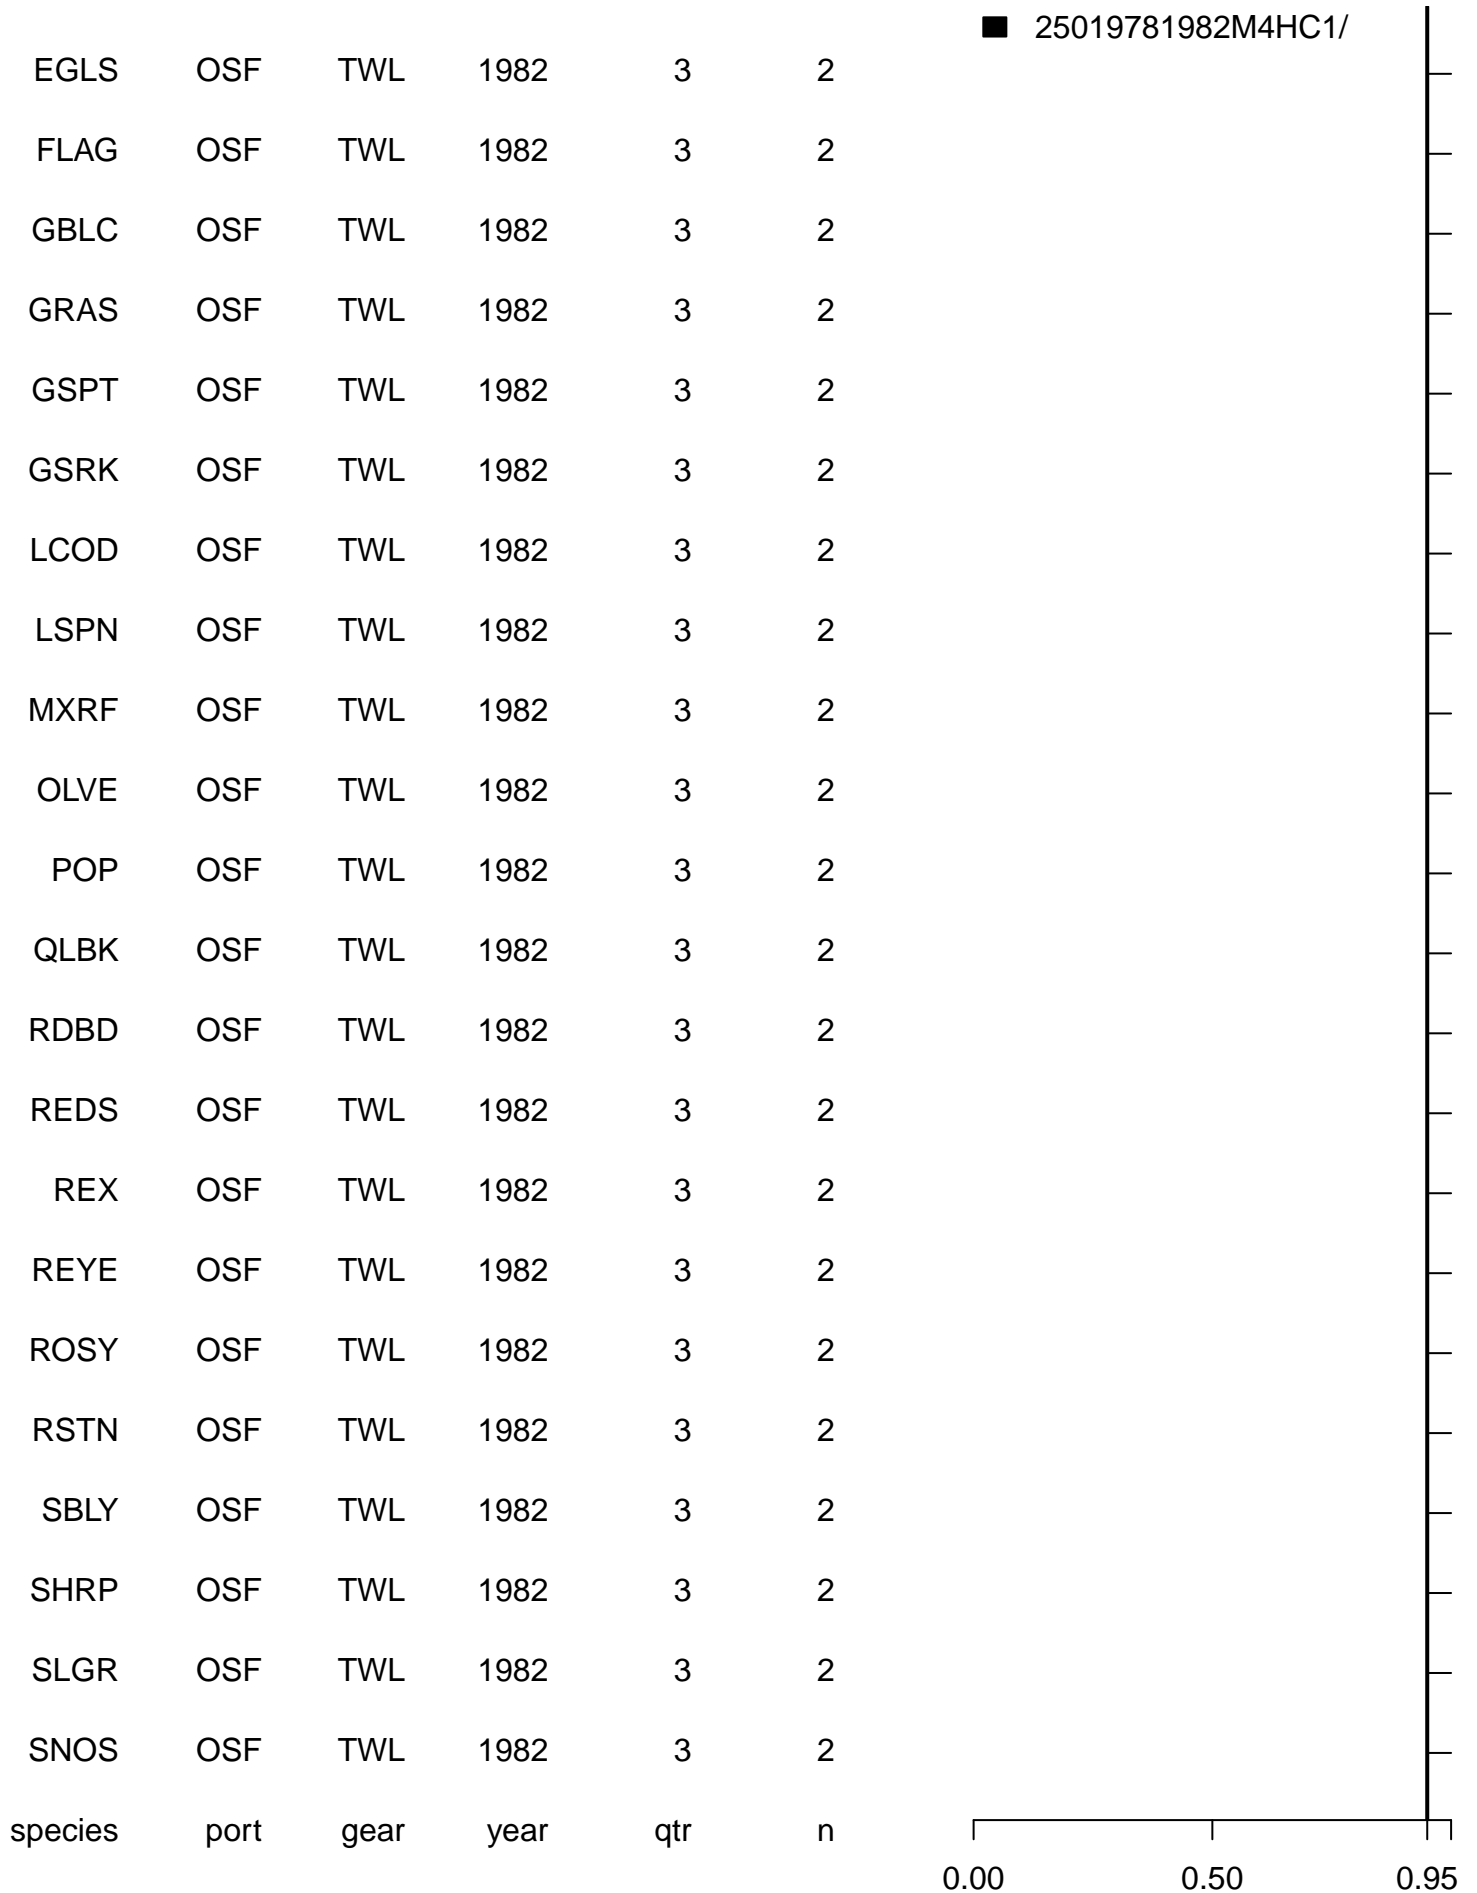 25019781982M4HC1/
EGLS OSF TWL 1982 3 2
FLAG OSF TWL 1982 3 2
GBLC OSF TWL 1982 3 2
GRAS OSF TWL 1982 3 2
GSPT OSF TWL 1982 3 2
GSRK OSF TWL 1982 3 2
LCOD OSF TWL 1982 3 2
LSPN OSF TWL 1982 3 2
MXRF OSF TWL 1982 3 2
OLVE OSF TWL 1982 3 2
POP OSF TWL 1982 3 2
QLBK OSF TWL 1982 3 2
RDBD OSF TWL 1982 3 2
REDS OSF TWL 1982 3 2
REX OSF TWL 1982 3 2
REYE OSF TWL 1982 3 2
ROSY OSF TWL 1982 3 2
RSTN OSF TWL 1982 3 2
SBLY OSF TWL 1982 3 2
SHRP OSF TWL 1982 3 2
SLGR OSF TWL 1982 3 2
SNOS OSF TWL 1982 3 2
species port gear year qtr n
0.00 0.50 0.95